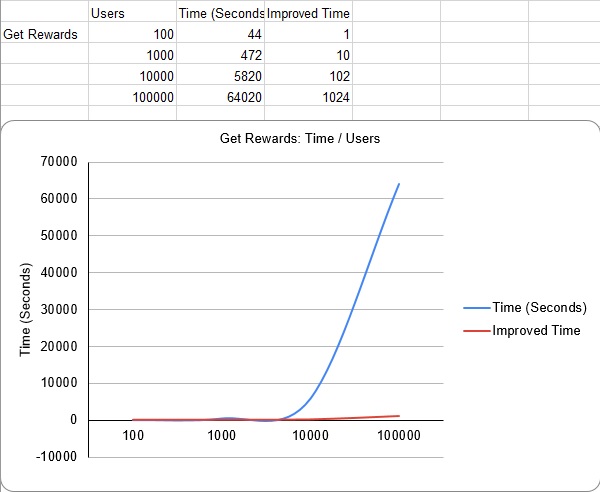 Users Time (Seconds Improved Time
Get Rewards 100 44 1
1000 472 10
10000 5820 102
100000 64020 1024
Get Rewards: Time / Users
70000
60000
50000
40000
30000
20000
10000
0
-10000
Time (Seconds)
100 1000 10000 100000
Time (Seconds)
Improved Time